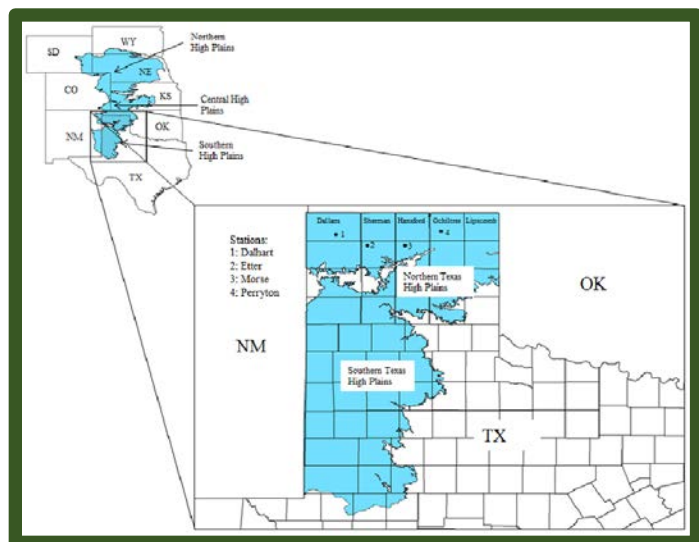 WY
SD
NE
CO
KS
NM
OK
TX
Northern High
Plains
Central High
Plains
Southern
High Plains
Stations:
1: Dalhart
2: Etter
3: Morse
4: Perryton
Dallam
Sherman
Hansford
Ochiltree
Lipscomb
1
2
3
4
Northern Texas
High Plains
Southern Texas
High Plains
NM
OK
TX